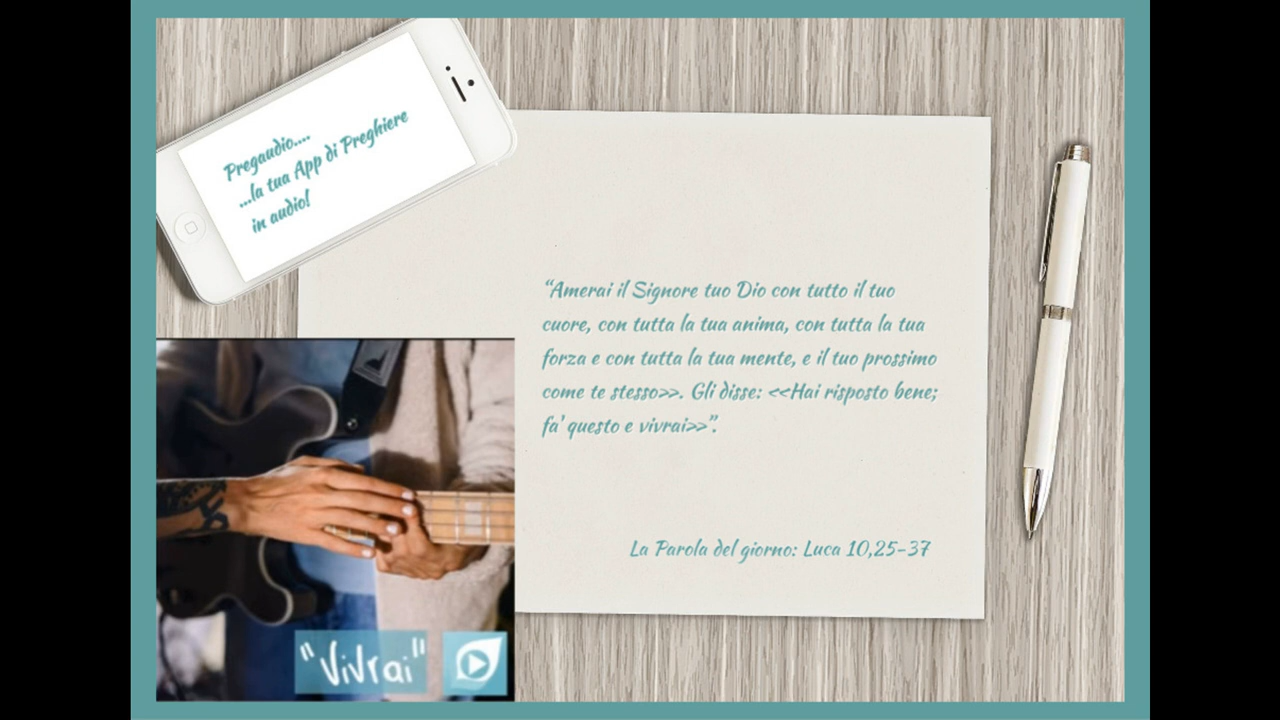 Pregaudio....
...la tua App di Preghiere
in audio!
“Amerai il Signore tuo Dio con tutto il tuo
cuore, con tutta la tua anima, con tutta la tua
forza e con tutta la tua mente, e il tuo prossimo
come te stesso>>. Gli disse: <<Hai risposto bene;
fa' questo e vivrai>>”.
La Parola del giorno: Luca 10,25-37
"Vivrai"